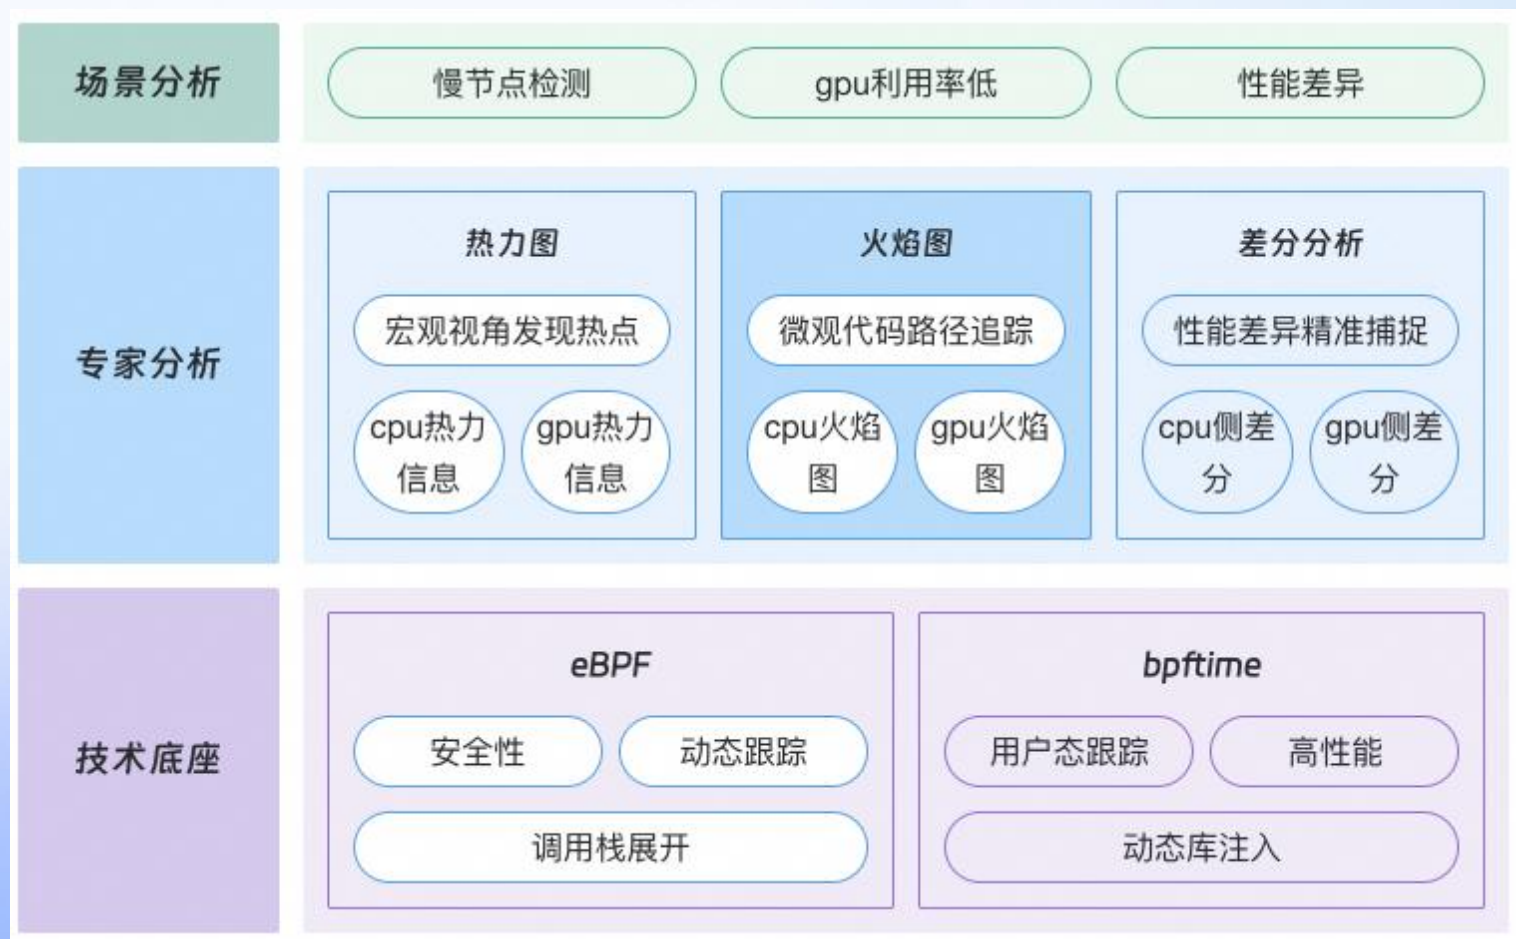 场景分析
慢节点检测
gpu利用率低
性能差异
专家分析
热力图
宏观视角发现热点
cpu热力
信息
gpu热力
信息
火焰图
微观代码路径追踪
cpu火焰
图
gpu火焰
图
差分分析
性能差异精准捕捉
cpu侧差
分
gpu侧差
分
技术底座
eBPF
安全性
动态跟踪
调用栈展开
bpftime
用户态跟踪
高性能
动态库注入